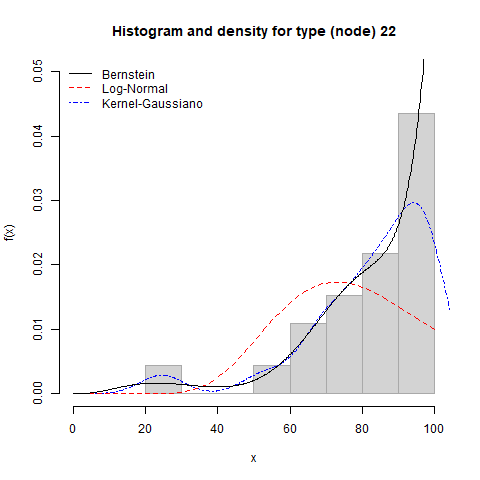 Histogram and density for type (node) 22
Bernstein
Log-Normal
Kernel-Gaussiano
f(x)
0.05
0.04
0.03
0.02
0.01
0.00
0 20 40 60 80 100
x